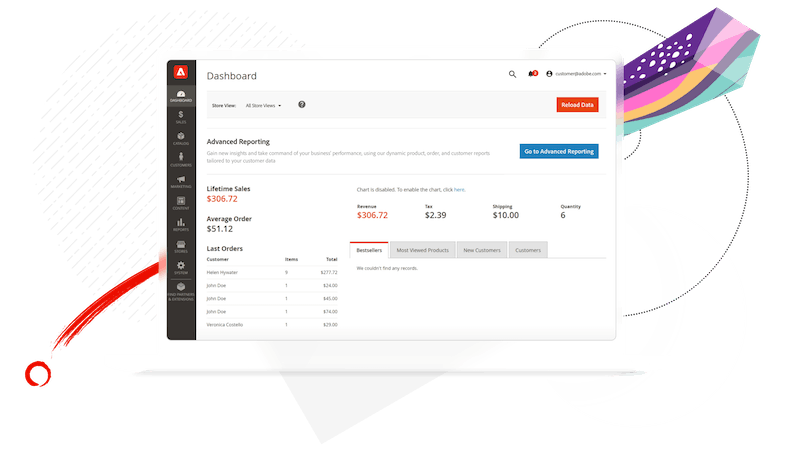 Dashboard
customer@adobe.com
DASHBOARD
SALES
CATALOG
CUSTOMERS
MARKETING
CONTENT
REPORTS
STORES
SYSTEM
FIND PARTNERS
& EXTENSIONS
Store View: All Store Views
?
Reload Data
Advanced Reporting
Gain new insights and take command of your business' performance, using our dynamic product, order, and customer reports
tailored to your customer data.
Go to Advanced Reporting
Lifetime Sales
$306.72
Average Order
$51.12
Chart is disabled. To enable the chart, click here.
Revenue Tax Shipping Quantity
$306.72 $2.39 $10.00 6
Last Orders
Customer Items Total
Helen Hywater 9 $277.72
John Doe 1 $24.00
John Doe 1 $45.00
John Doe 1 $14.00
Veronica Costello 1 $29.00
Bestsellers Most Viewed Products New Customers Customers
We couldn't find any records.